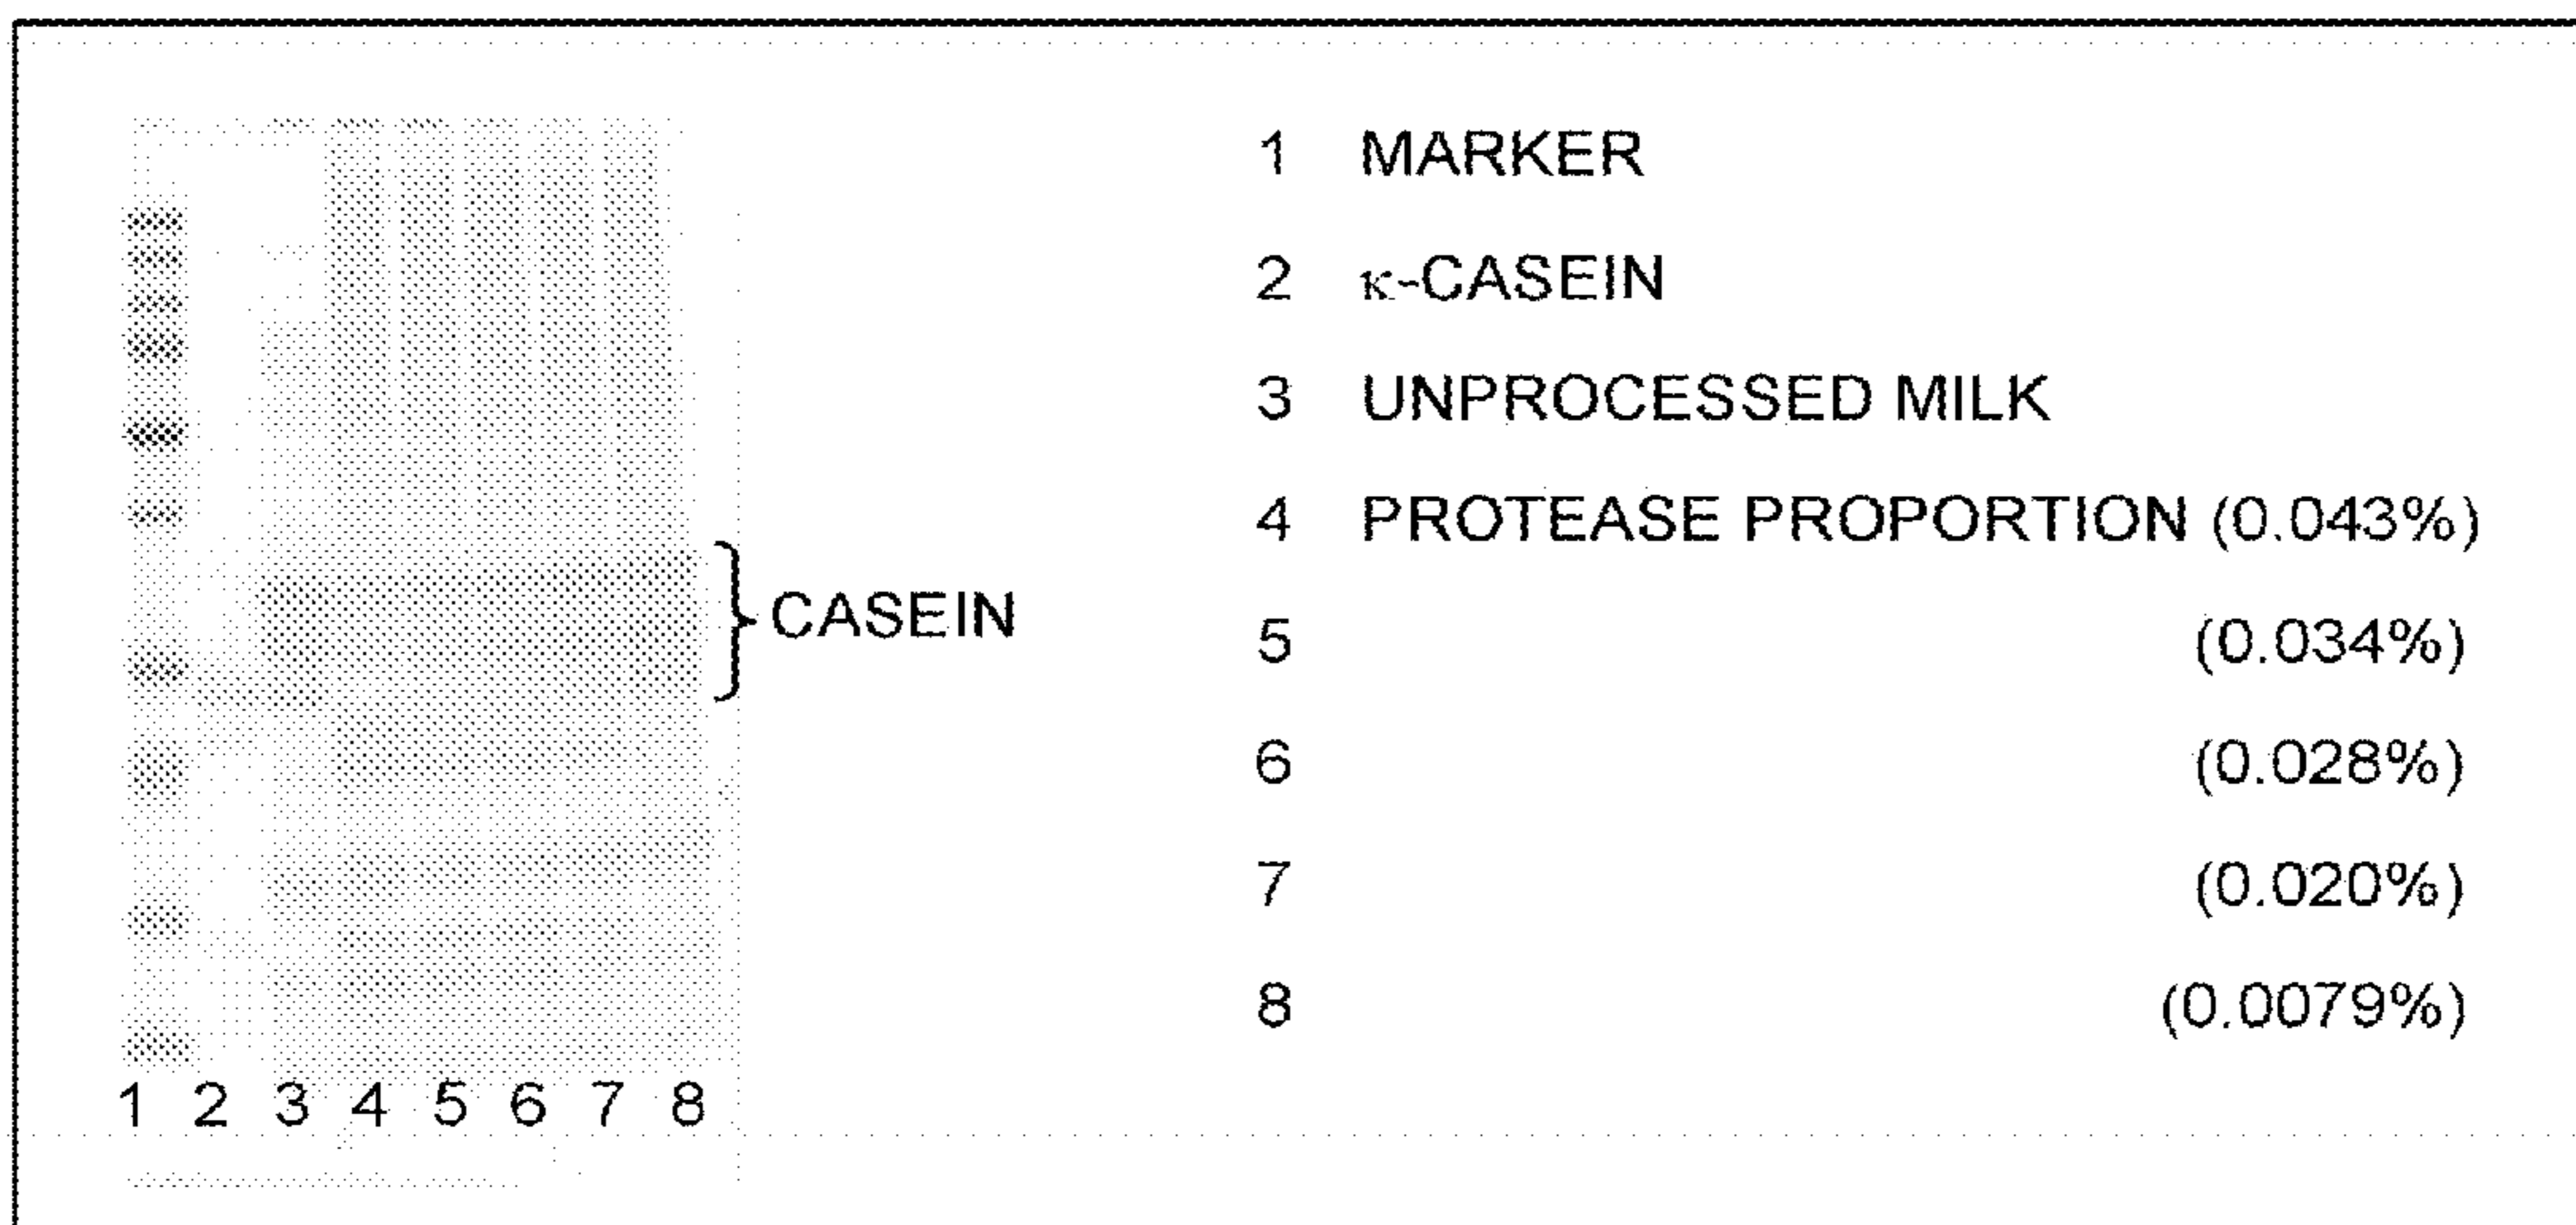 1 MARKER
2 κ-CASEIN
3 UNPROCESSED MILK
4 PROTEASE PROPORTION (0.043%)
CASEIN
5 (0.034%)
6 (0.028%)
7 (0.020%)
8 (0.0079%)
1 2 3 4 5 6 7 8